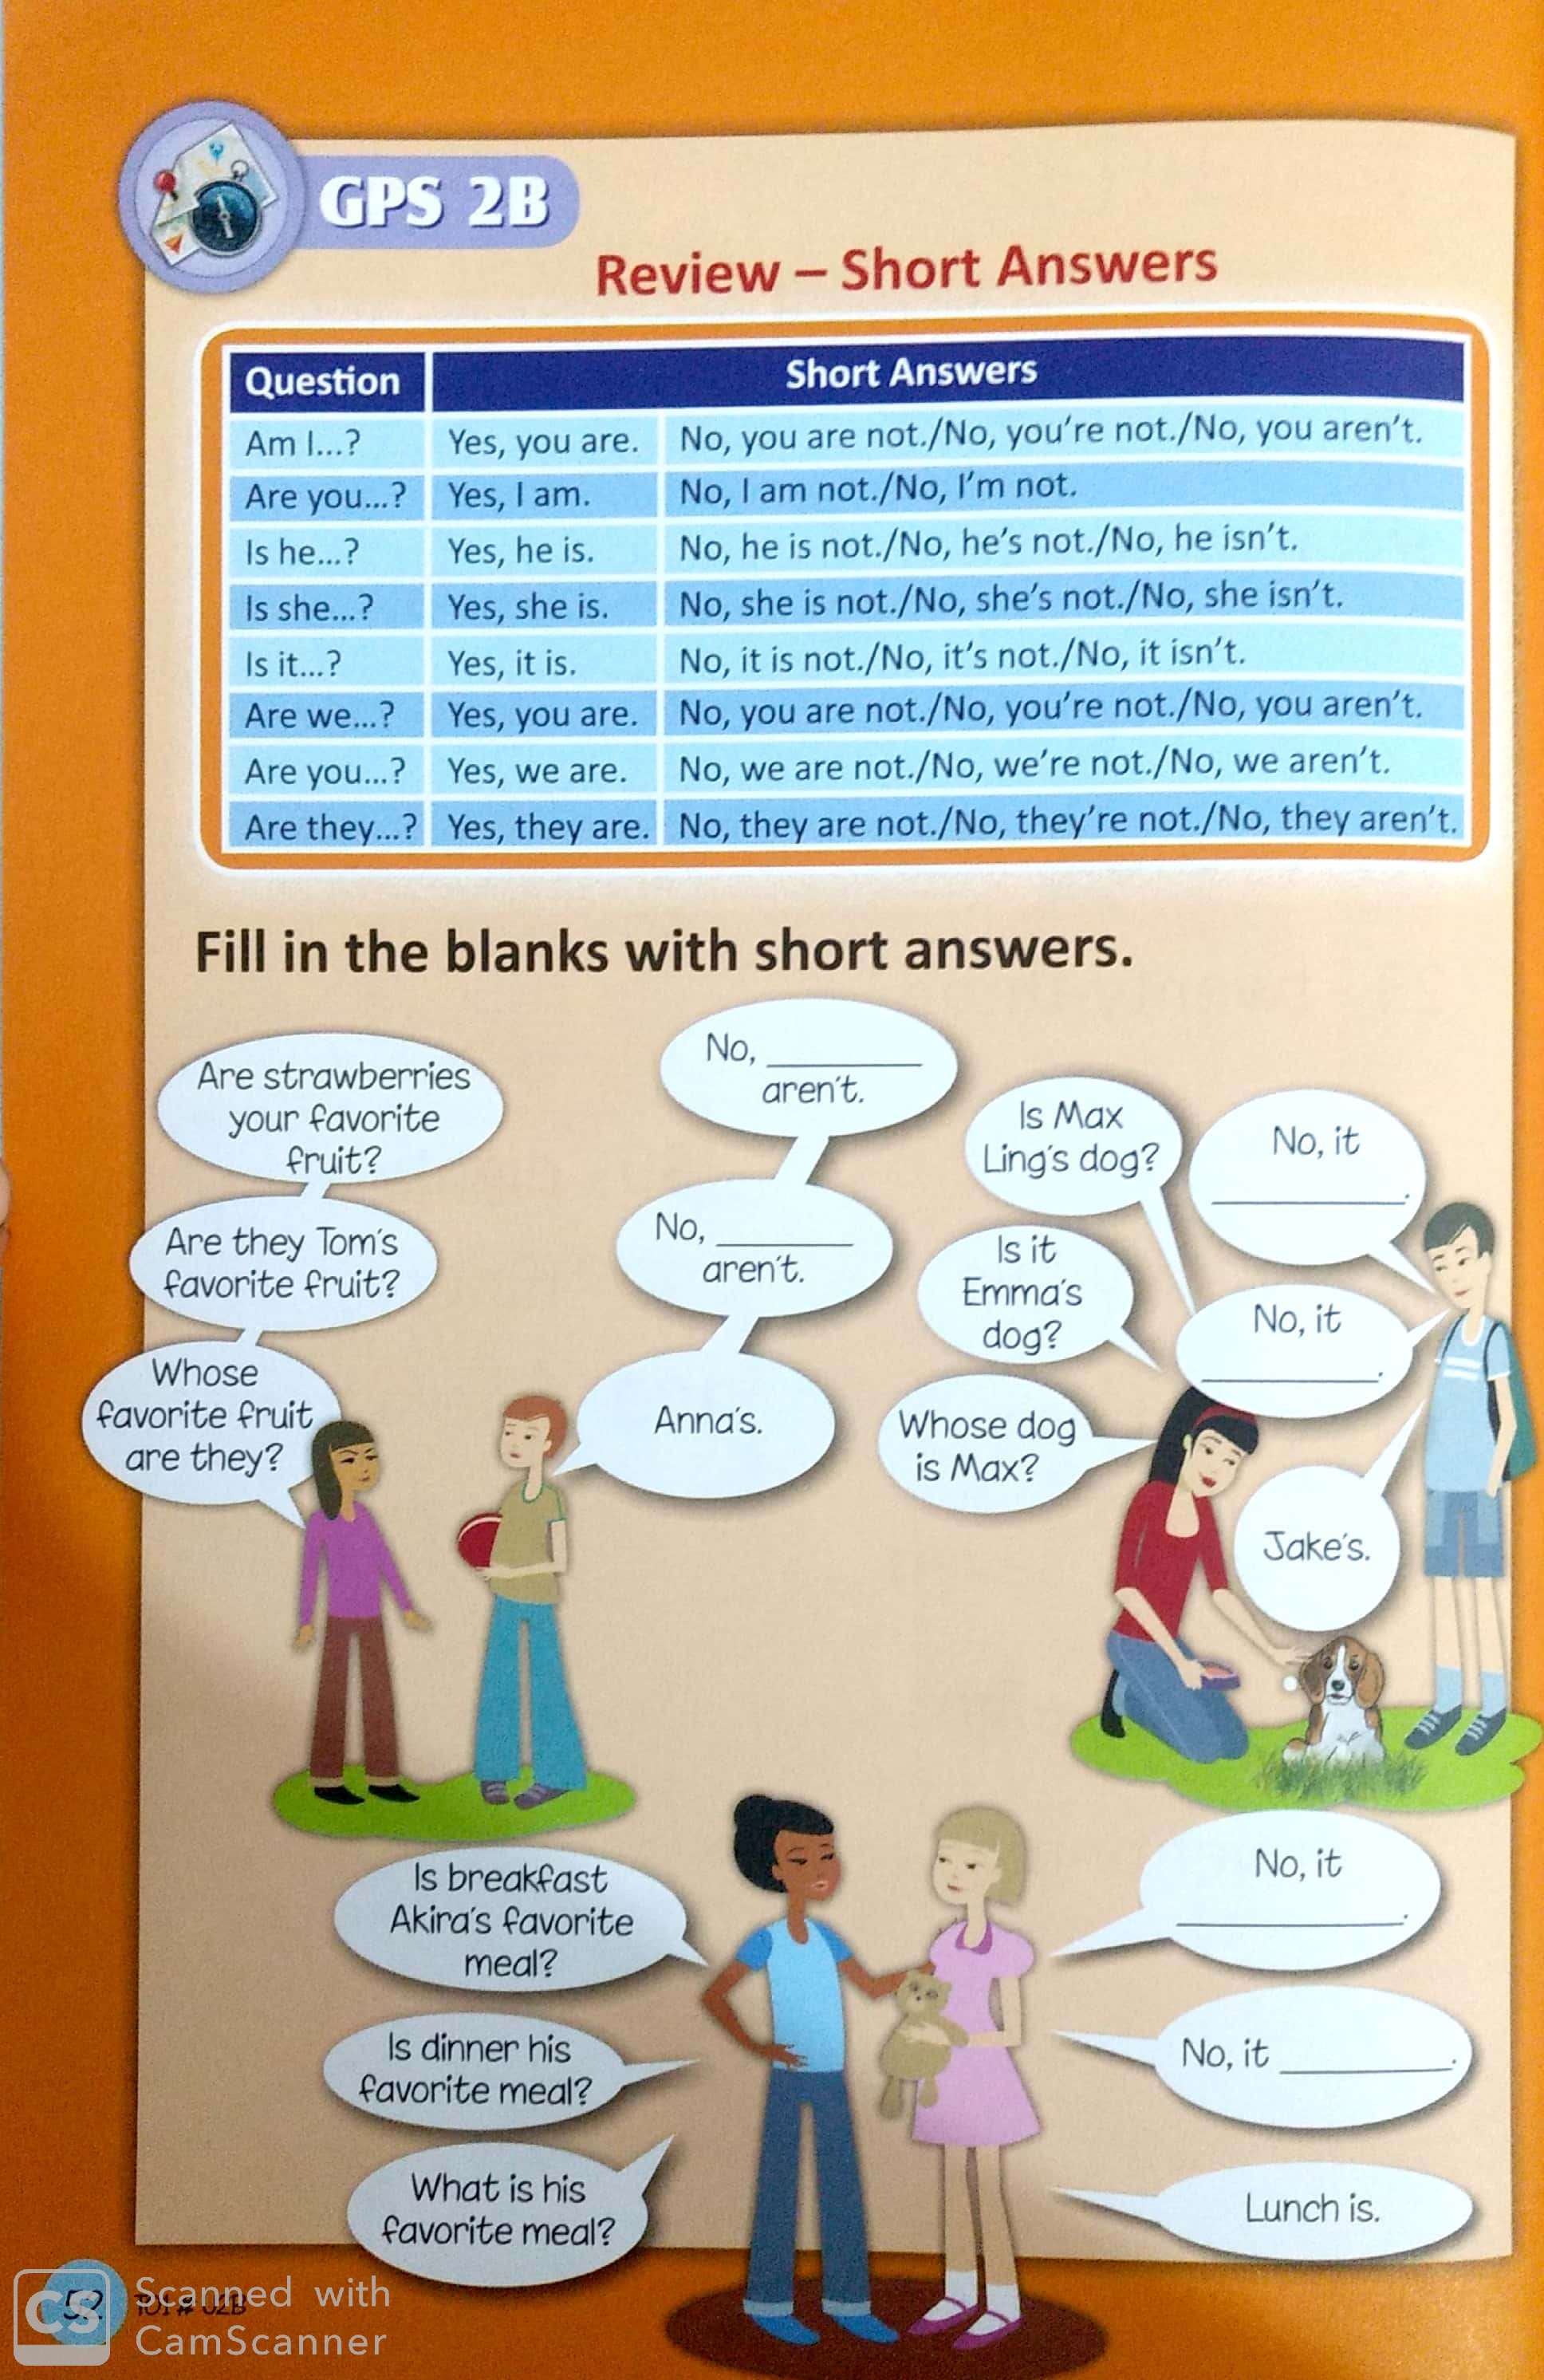 GPS 2B
Review – Short Answers
Question Short Answers
Am I...? Yes, you are. No, you are not./No, you're not./No, you aren't.
Are you...? Yes, I am. No, I am not./No, I'm not.
Is he...? Yes, he is. No, he is not./No, he's not./No, he isn't.
Is she...? Yes, she is. No, she is not./No, she's not./No, she isn't.
Is it...? Yes, it is. No, it is not./No, it's not./No, it isn't.
Are we...? Yes, you are. No, you are not./No, you're not./No, you aren't.
Are you...? Yes, we are. No, we are not./No, we're not./No, we aren't.
Are they...? Yes, they are. No, they are not./No, they're not./No, they aren't.
Fill in the blanks with short answers.
Are strawberries
your favorite
fruit?
No, ________
aren't.
Are they Tom's
favorite fruit?
No, ________
aren't.
Whose
favorite fruit
are they?
Anna's.
Is Max
Ling's dog?
No, it
________.
Is it
Emma's
dog?
No, it
________.
Whose dog
is Max?
Jake's.
Is breakfast
Akira's favorite
meal?
No, it
________.
Is dinner his
favorite meal?
No, it ________.
What is his
favorite meal?
Lunch is.
52
CS
Scanned with
CamScanner